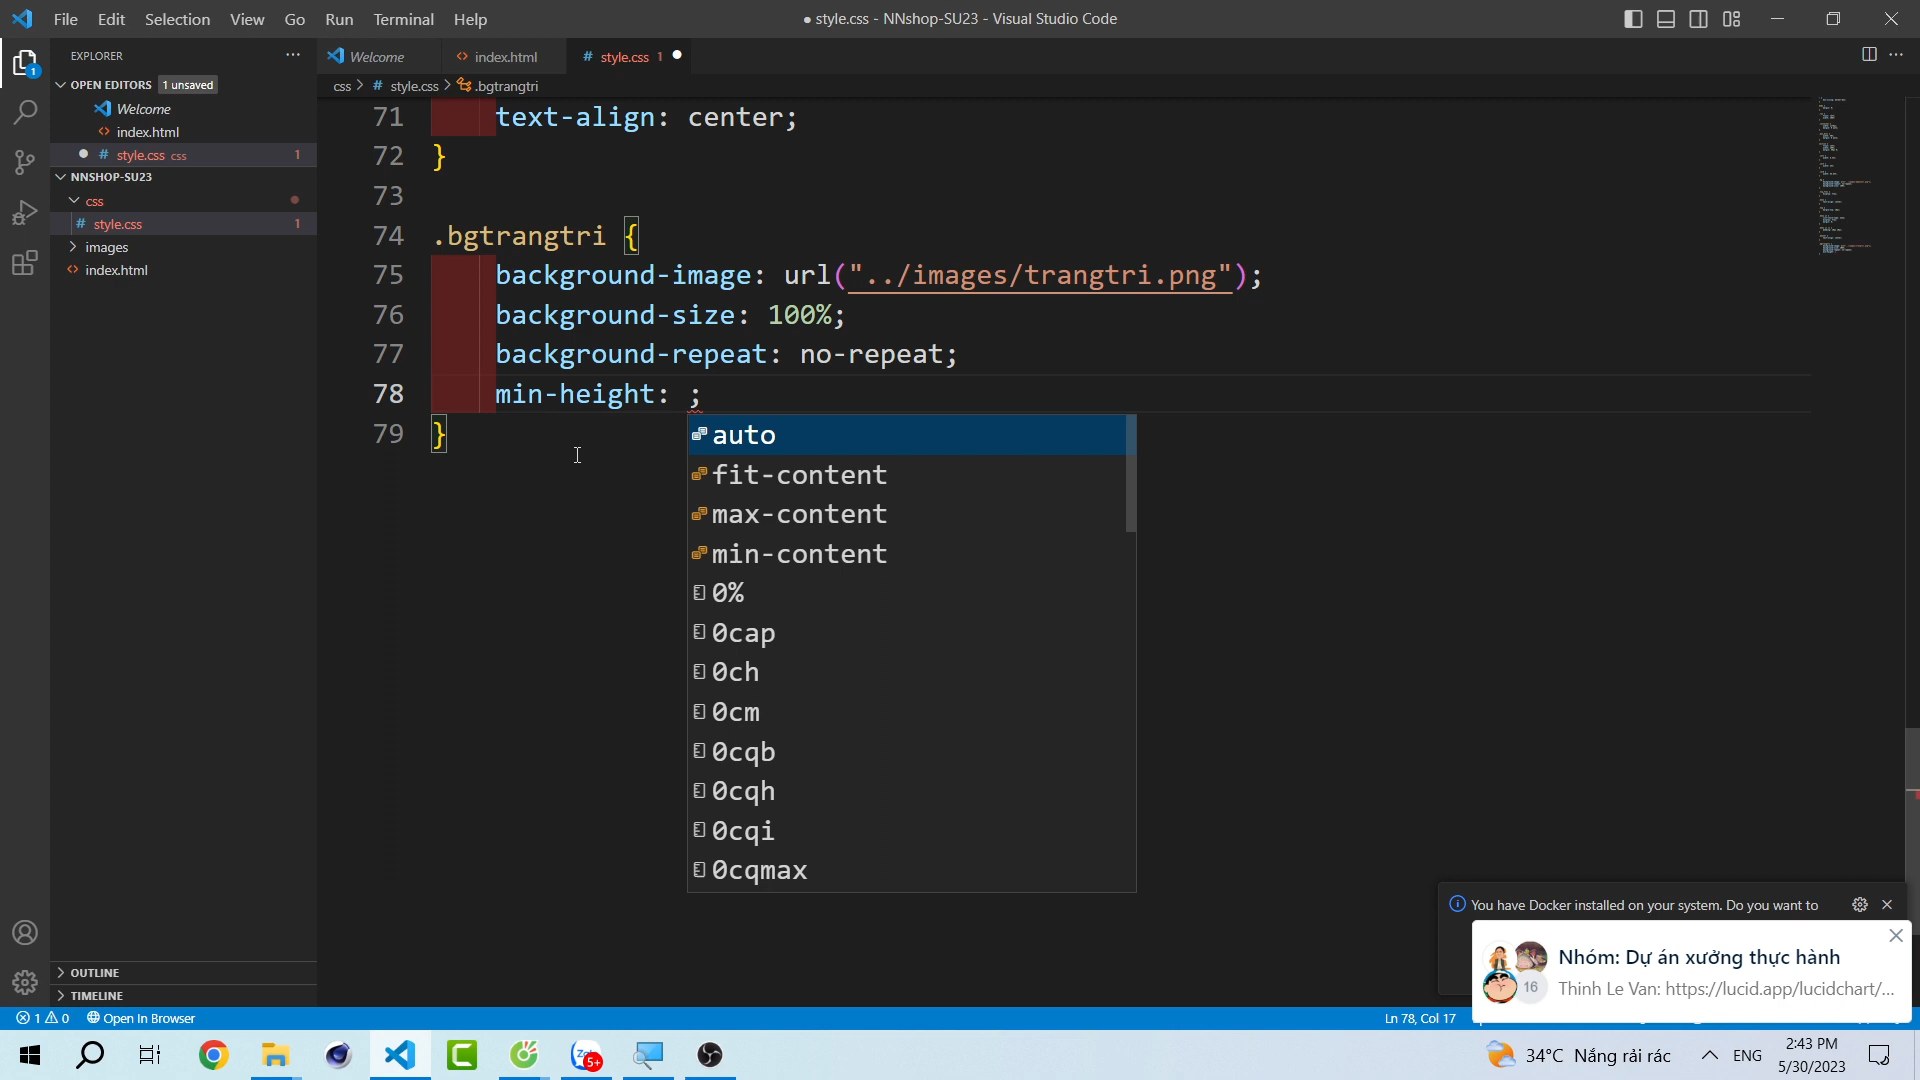 File Edit Selection View Go Run Terminal Help
● style.css - NNshop-SU23 - Visual Studio Code
EXPLORER
Welcome
index.html
# style.css 1
OPEN EDITORS 1 unsaved
css > # style.css > .bgtrangtri
Welcome
index.html
# style.css css 1
NNSHOP-SU23
css
# style.css 1
images
index.html
71 text-align: center;
72 }
73
74 .bgtrangtri {
75 background-image: url("../images/trangtri.png");
76 background-size: 100%;
77 background-repeat: no-repeat;
78 min-height: ;
79 }
auto
fit-content
max-content
min-content
0%
0cap
0ch
0cm
0cqb
0cqh
0cqi
0cqmax
1
You have Docker installed on your system. Do you want to
Nhóm: Dự án xưởng thực hành
16
Thinh Le Van: https://lucid.app/lucidchart/...
OUTLINE
TIMELINE
1 0 Open In Browser
Ln 78, Col 17
5+
34°C Nắng rải rác
ENG
2:43 PM
5/30/2023